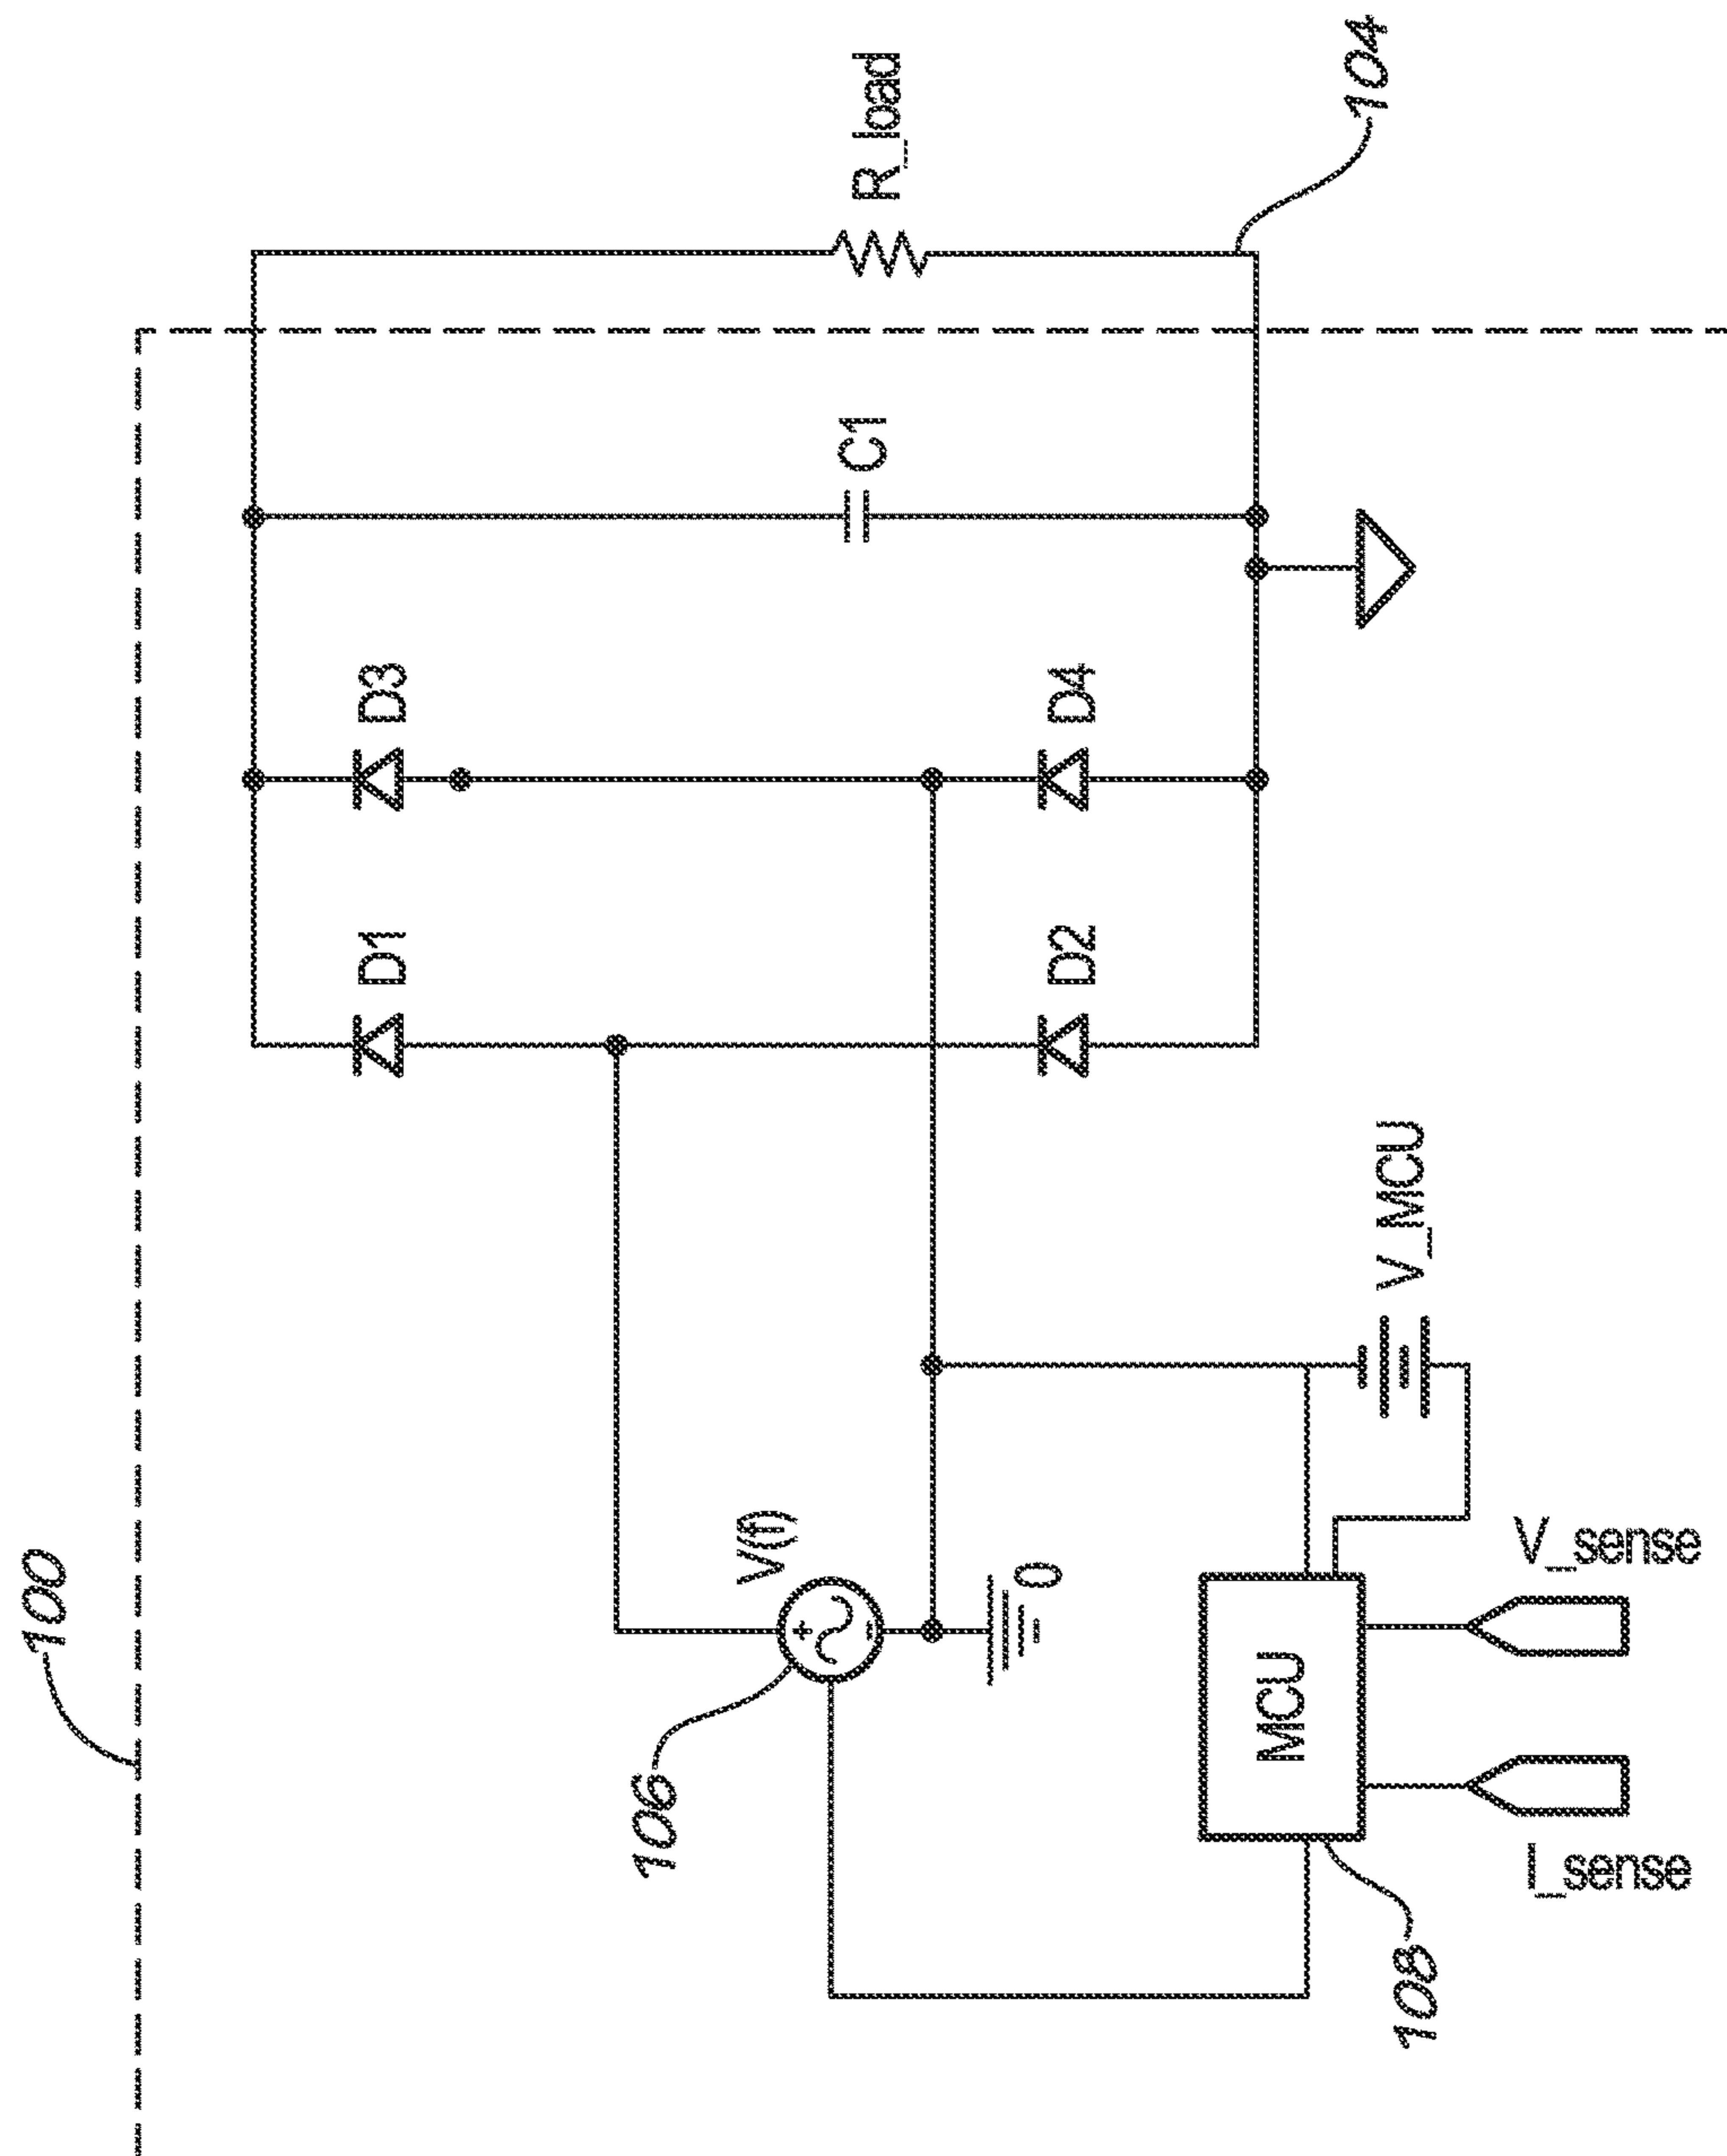 100
104
R_load
C1
D3
D4
D1
D2
V(f)
106
+
-
0
V_MCU
MCU
108
V_sense
I_sense